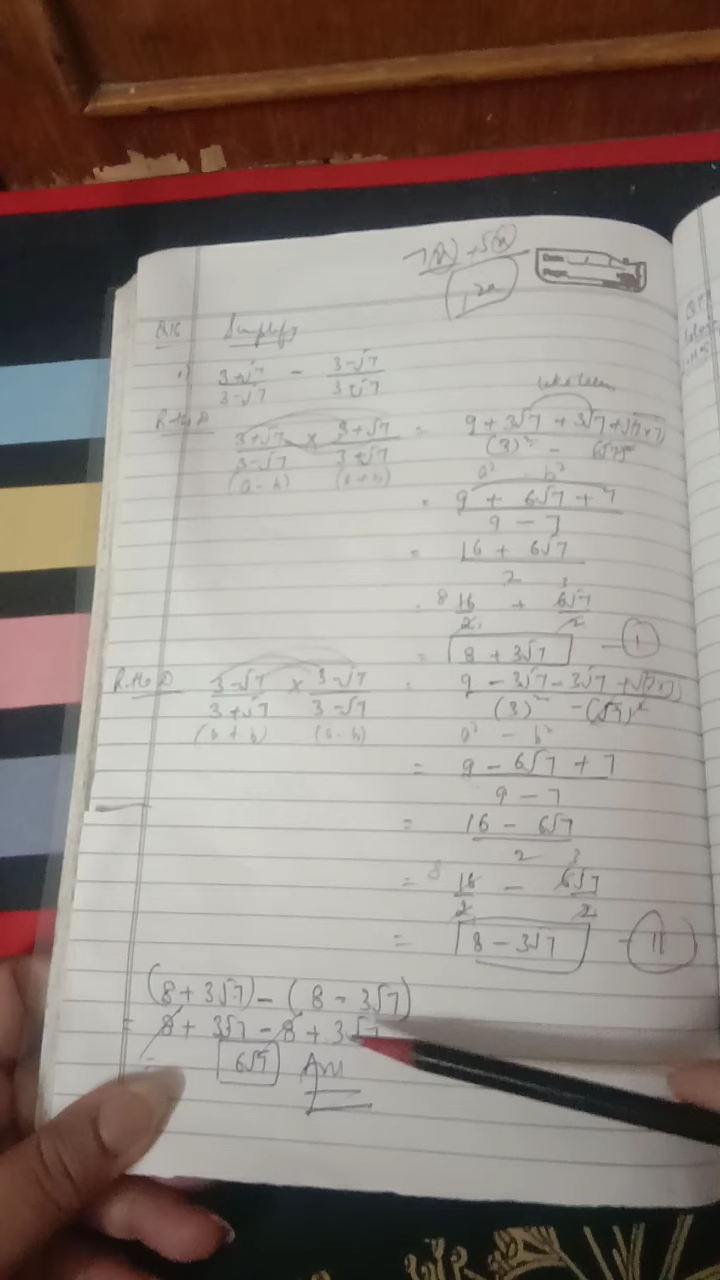 Q16 Simplify
i) 3+√7/3-√7 - 3-√7/3+√7
3+√7/3-√7 × 3+√7/3+√7 = 9 + 3√7 + 3√7 + √(7×7)/(3)² - (√7)²
(a-b) (a+b) a² - b²
= 9 + 6√7 + 7/9 - 7
= 16 + 6√7/2
8 16/2 + 6√7/2 3
= 8 + 3√7 - I
3-√7/3+√7 × 3-√7/3-√7 = 9 - 3√7 - 3√7 + √(7×7)/(3)² - (√7)²
(a+b) (a-b) a² - b²
= 9 - 6√7 + 7/9 - 7
= 16 - 6√7/2
= 8 16/2 - 6√7/2 3
= 8 - 3√7 - II
(8 + 3√7) - (8 - 3√7)
= 8 + 3√7 - 8 + 3√7
= 6√7 Ans